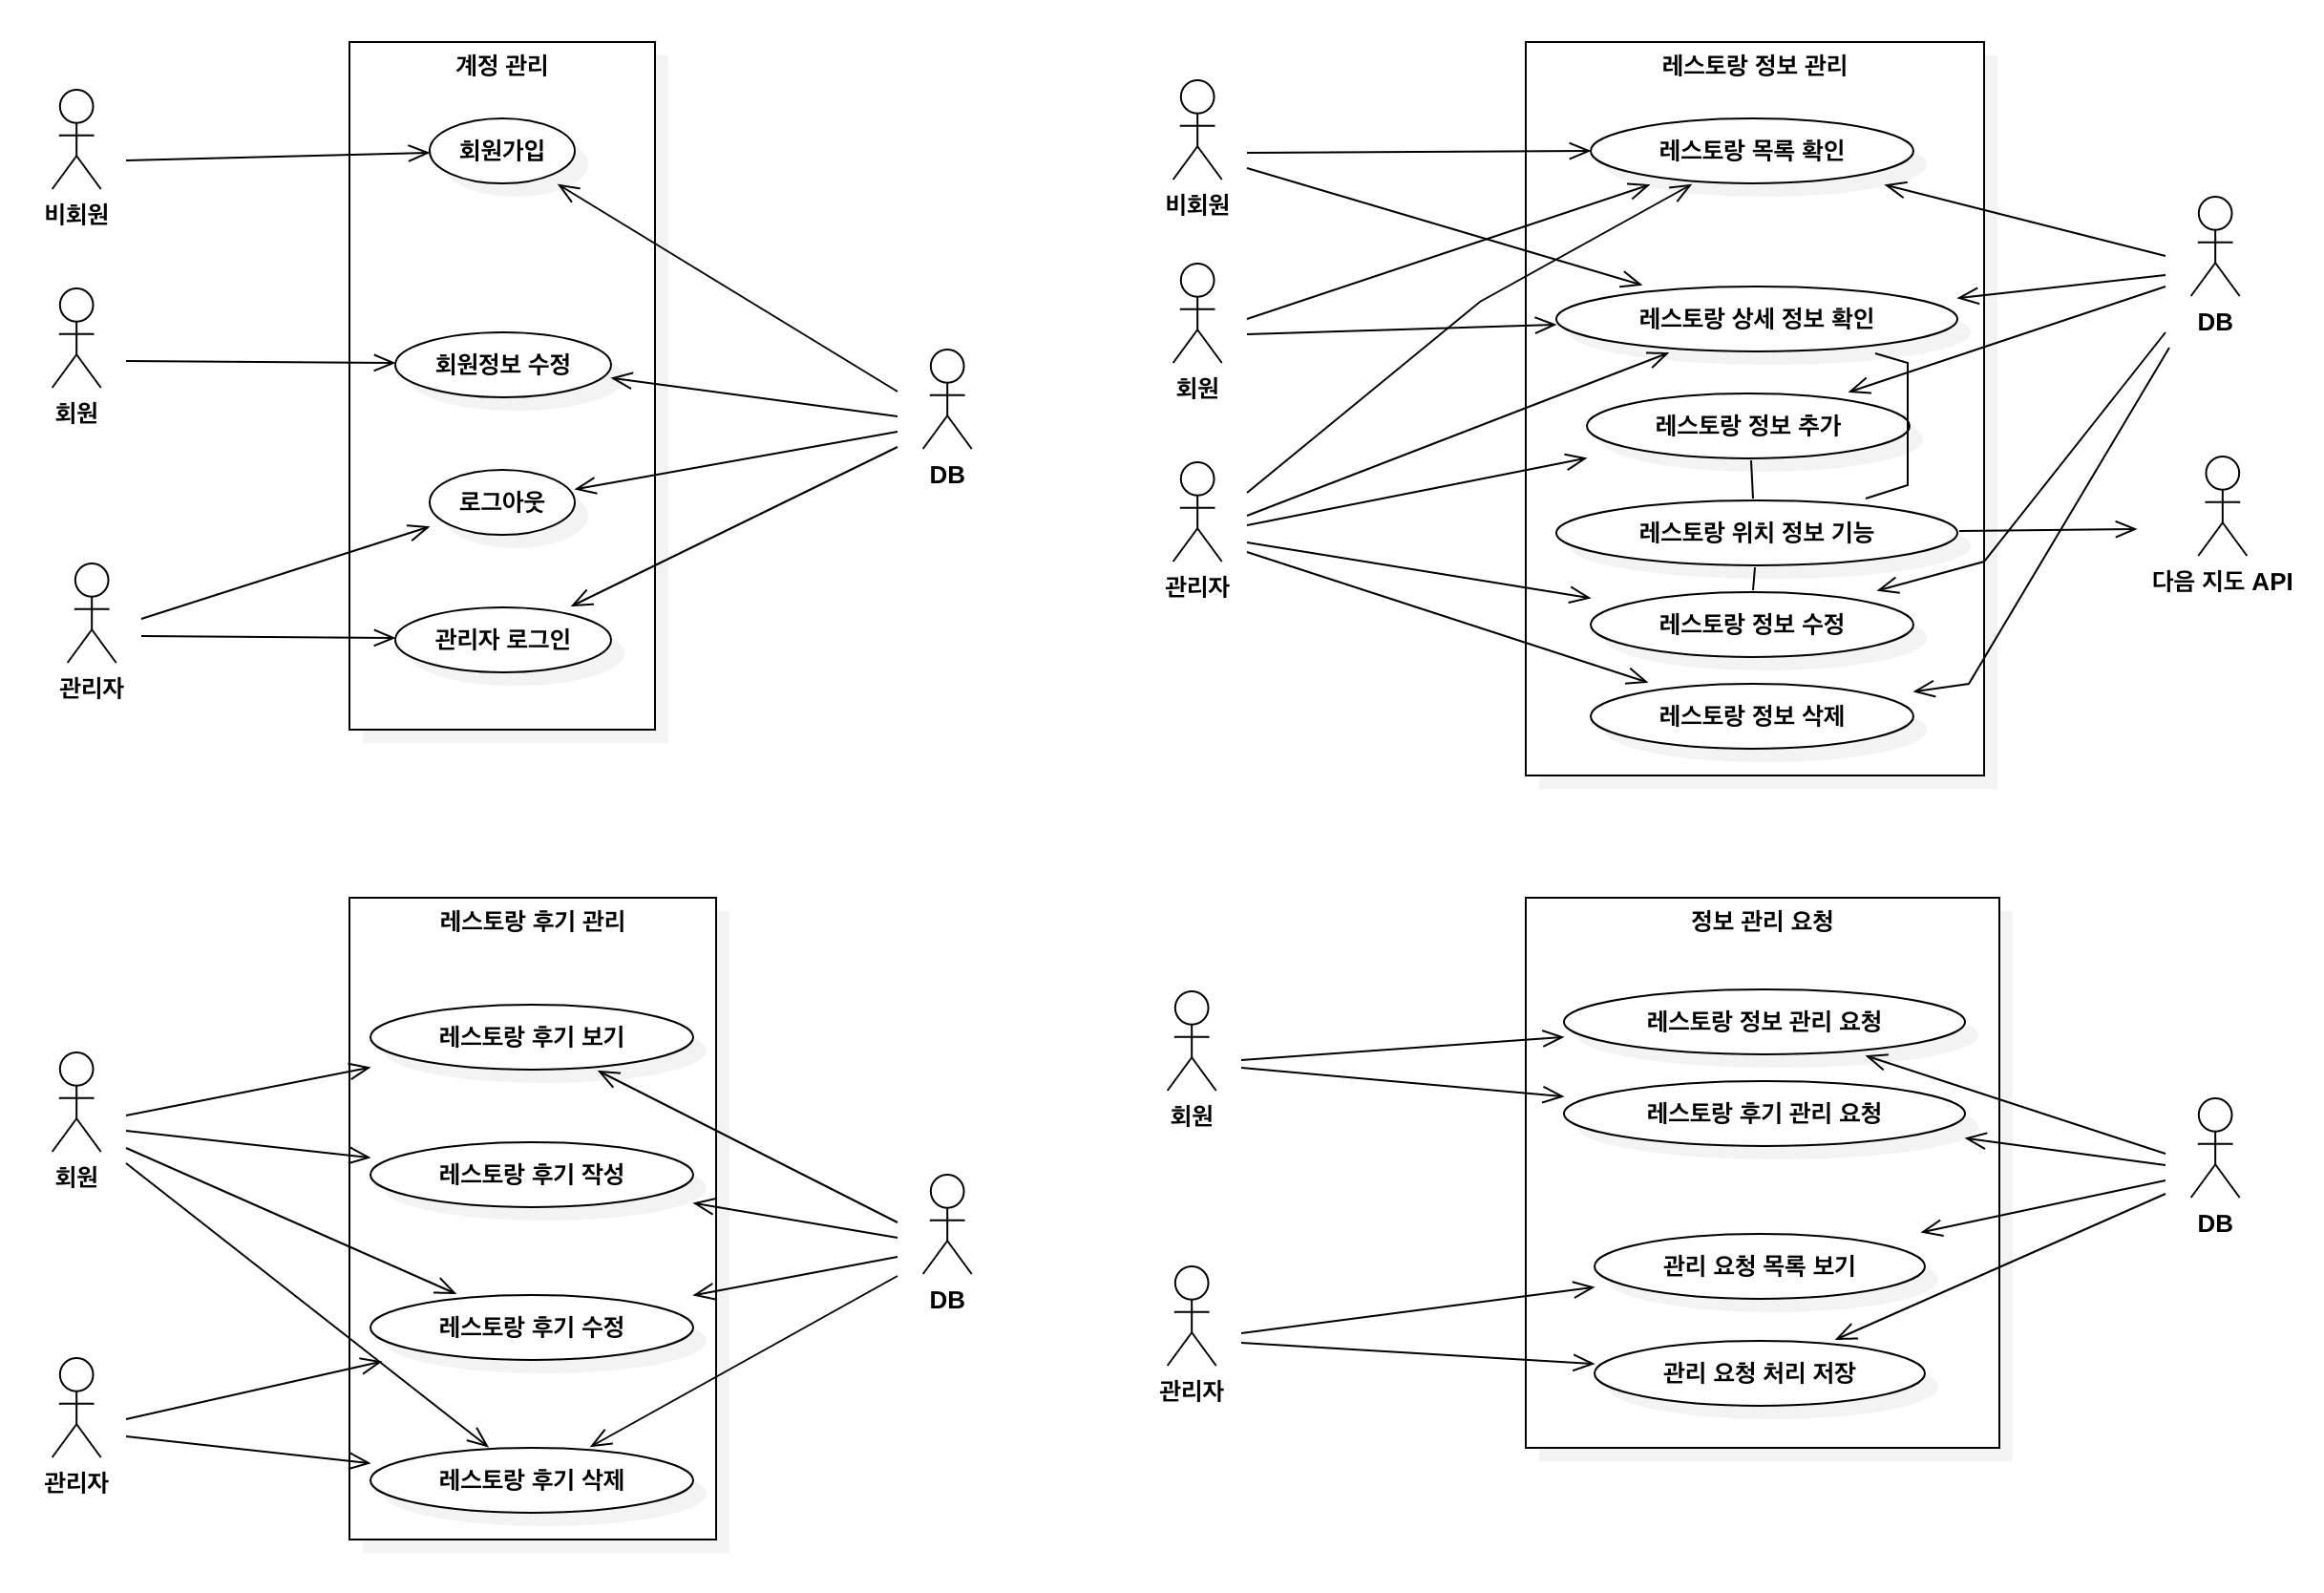 계정 관리
비회원
회원
관리자
회원가입
회원정보 수정
로그아웃
관리자 로그인
DB
레스토랑 정보 관리
비회원
회원
관리자
레스토랑 목록 확인
레스토랑 상세 정보 확인
레스토랑 정보 추가
레스토랑 위치 정보 기능
레스토랑 정보 수정
레스토랑 정보 삭제
DB
다음 지도 API
레스토랑 후기 관리
회원
관리자
레스토랑 후기 보기
레스토랑 후기 작성
레스토랑 후기 수정
레스토랑 후기 삭제
DB
정보 관리 요청
회원
관리자
레스토랑 정보 관리 요청
레스토랑 후기 관리 요청
관리 요청 목록 보기
관리 요청 처리 저장
DB